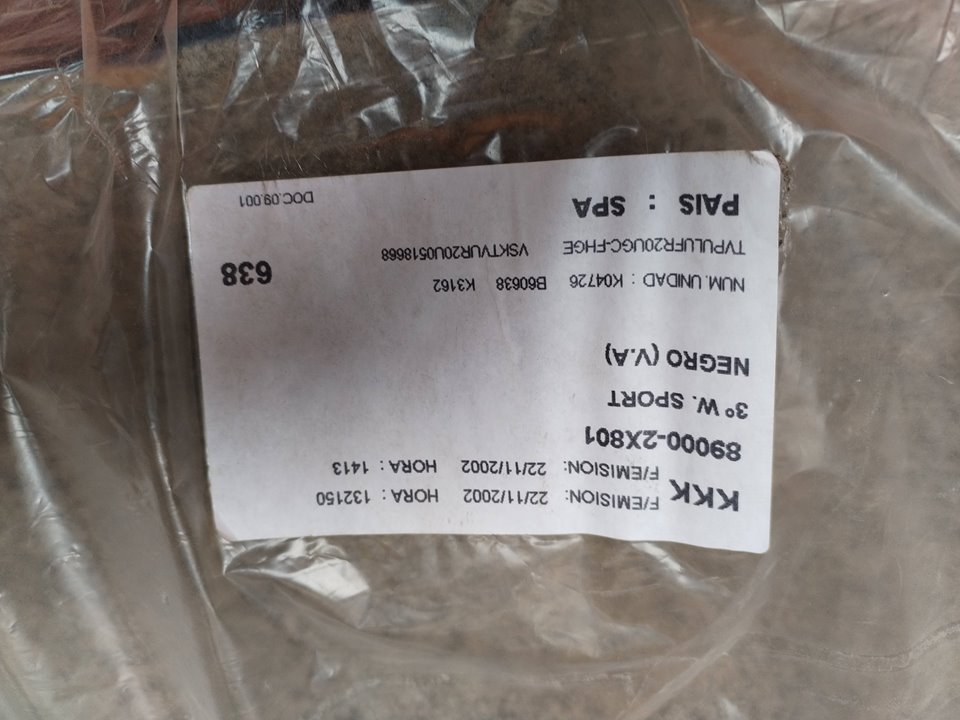 KKK F/EMISION: 22/11/2002 HORA : 132150
F/EMISION: 22/11/2002 HORA : 1413
89000-2X801
3º W. SPORT
NEGRO (V.A)
NUM. UNIDAD : K04726 B60638 K3162 638
TVPULUFR20UGC-FHGE VSKTVUR20U0518668
PAIS : SPA
DOC.09.001